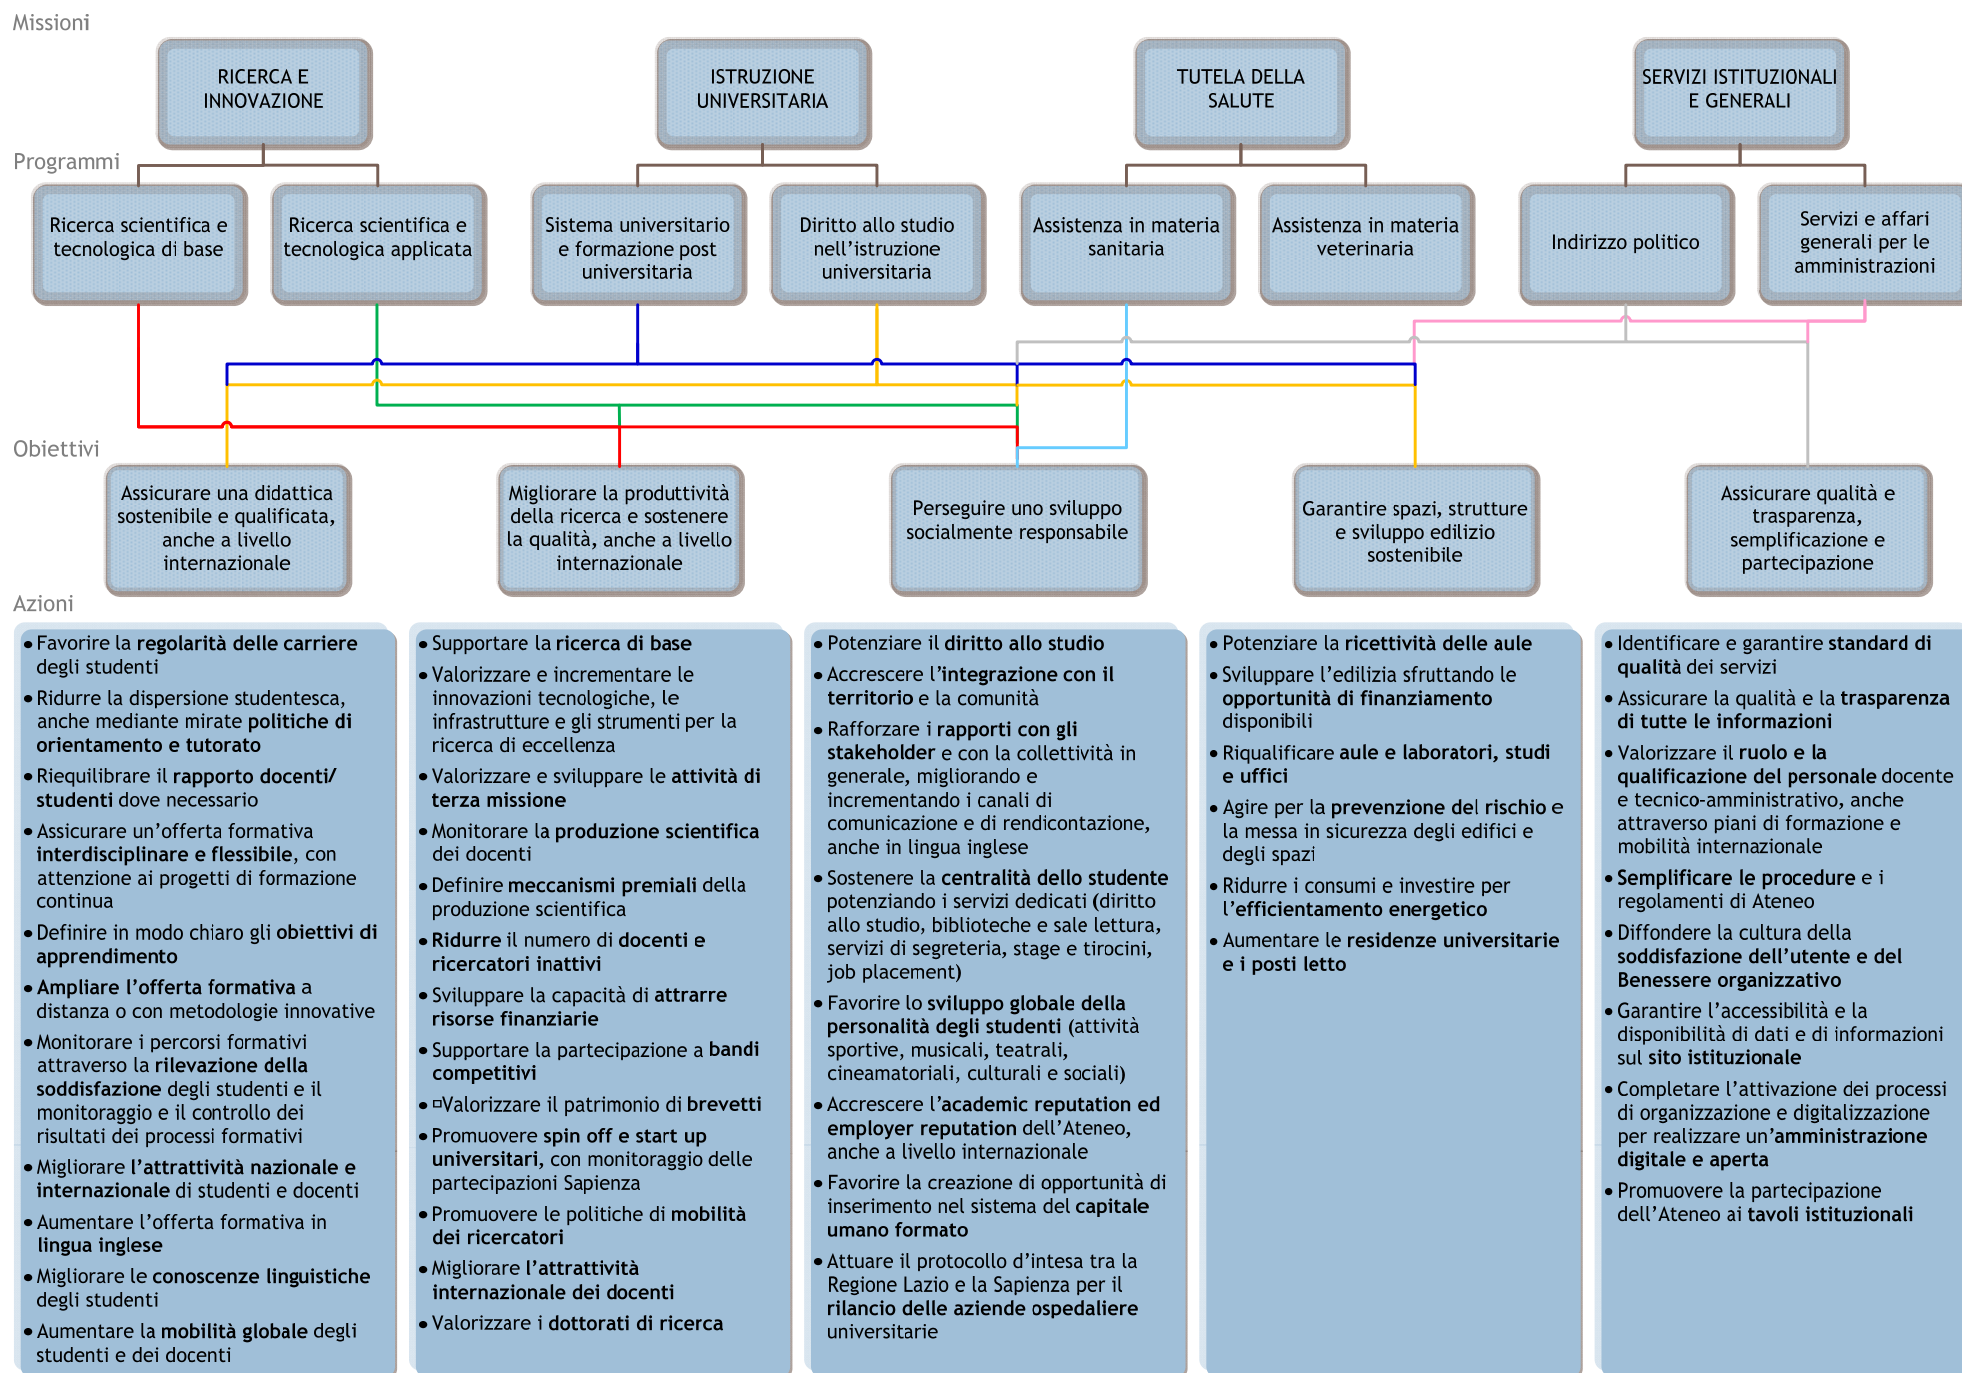 Missioni
RICERCA E
INNOVAZIONE
ISTRUZIONE
UNIVERSITARIA
TUTELA DELLA
SALUTE
SERVIZI ISTITUZIONALI
E GENERALI
Programmi
Ricerca scientifica e
tecnologica di base
Ricerca scientifica e
tecnologica applicata
Sistema universitario
e formazione post
universitaria
Diritto allo studio
nell’istruzione
universitaria
Assistenza in materia
sanitaria
Assistenza in materia
veterinaria
Indirizzo politico
Servizi e affari
generali per le
amministrazioni
Obiettivi
Assicurare una didattica
sostenibile e qualificata,
anche a livello
internazionale
Migliorare la produttività
della ricerca e sostenere
la qualità, anche a livello
internazionale
Perseguire uno sviluppo
socialmente responsabile
Garantire spazi, strutture
e sviluppo edilizio
sostenibile
Assicurare qualità e
trasparenza,
semplificazione e
partecipazione
Azioni
• Favorire la regolarità delle carriere
degli studenti
• Ridurre la dispersione studentesca,
anche mediante mirate politiche di
orientamento e tutorato
• Riequilibrare il rapporto docenti/
studenti dove necessario
• Assicurare un’offerta formativa
interdisciplinare e flessibile, con
attenzione ai progetti di formazione
continua
• Definire in modo chiaro gli obiettivi di
apprendimento
• Ampliare l’offerta formativa a
distanza o con metodologie innovative
• Monitorare i percorsi formativi
attraverso la rilevazione della
soddisfazione degli studenti e il
monitoraggio e il controllo dei
risultati dei processi formativi
• Migliorare l’attrattività nazionale e
internazionale di studenti e docenti
• Aumentare l’offerta formativa in
lingua inglese
• Migliorare le conoscenze linguistiche
degli studenti
• Aumentare la mobilità globale degli
studenti e dei docenti
• Supportare la ricerca di base
• Valorizzare e incrementare le
innovazioni tecnologiche, le
infrastrutture e gli strumenti per la
ricerca di eccellenza
• Valorizzare e sviluppare le attività di
terza missione
• Monitorare la produzione scientifica
dei docenti
• Definire meccanismi premiali della
produzione scientifica
• Ridurre il numero di docenti e
ricercatori inattivi
• Sviluppare la capacità di attrarre
risorse finanziarie
• Supportare la partecipazione a bandi
competitivi
• □Valorizzare il patrimonio di brevetti
• Promuovere spin off e start up
universitari, con monitoraggio delle
partecipazioni Sapienza
• Promuovere le politiche di mobilità
dei ricercatori
• Migliorare l’attrattività
internazionale dei docenti
• Valorizzare i dottorati di ricerca
• Potenziare il diritto allo studio
• Accrescere l’integrazione con il
territorio e la comunità
• Rafforzare i rapporti con gli
stakeholder e con la collettività in
generale, migliorando e
incrementando i canali di
comunicazione e di rendicontazione,
anche in lingua inglese
• Sostenere la centralità dello studente
potenziando i servizi dedicati (diritto
allo studio, biblioteche e sale lettura,
servizi di segreteria, stage e tirocini,
job placement)
• Favorire lo sviluppo globale della
personalità degli studenti (attività
sportive, musicali, teatrali,
cineamatoriali, culturali e sociali)
• Accrescere l’academic reputation ed
employer reputation dell’Ateneo,
anche a livello internazionale
• Favorire la creazione di opportunità di
inserimento nel sistema del capitale
umano formato
• Attuare il protocollo d’intesa tra la
Regione Lazio e la Sapienza per il
rilancio delle aziende ospedaliere
universitarie
• Potenziare la ricettività delle aule
• Sviluppare l’edilizia sfruttando le
opportunità di finanziamento
disponibili
• Riqualificare aule e laboratori, studi
e uffici
• Agire per la prevenzione del rischio e
la messa in sicurezza degli edifici e
degli spazi
• Ridurre i consumi e investire per
l’efficientamento energetico
• Aumentare le residenze universitarie
e i posti letto
• Identificare e garantire standard di
qualità dei servizi
• Assicurare la qualità e la trasparenza
di tutte le informazioni
• Valorizzare il ruolo e la
qualificazione del personale docente
e tecnico-amministrativo, anche
attraverso piani di formazione e
mobilità internazionale
• Semplificare le procedure e i
regolamenti di Ateneo
• Diffondere la cultura della
soddisfazione dell’utente e del
Benessere organizzativo
• Garantire l’accessibilità e la
disponibilità di dati e di informazioni
sul sito istituzionale
• Completare l’attivazione dei processi
di organizzazione e digitalizzazione
per realizzare un’amministrazione
digitale e aperta
• Promuovere la partecipazione
dell’Ateneo ai tavoli istituzionali